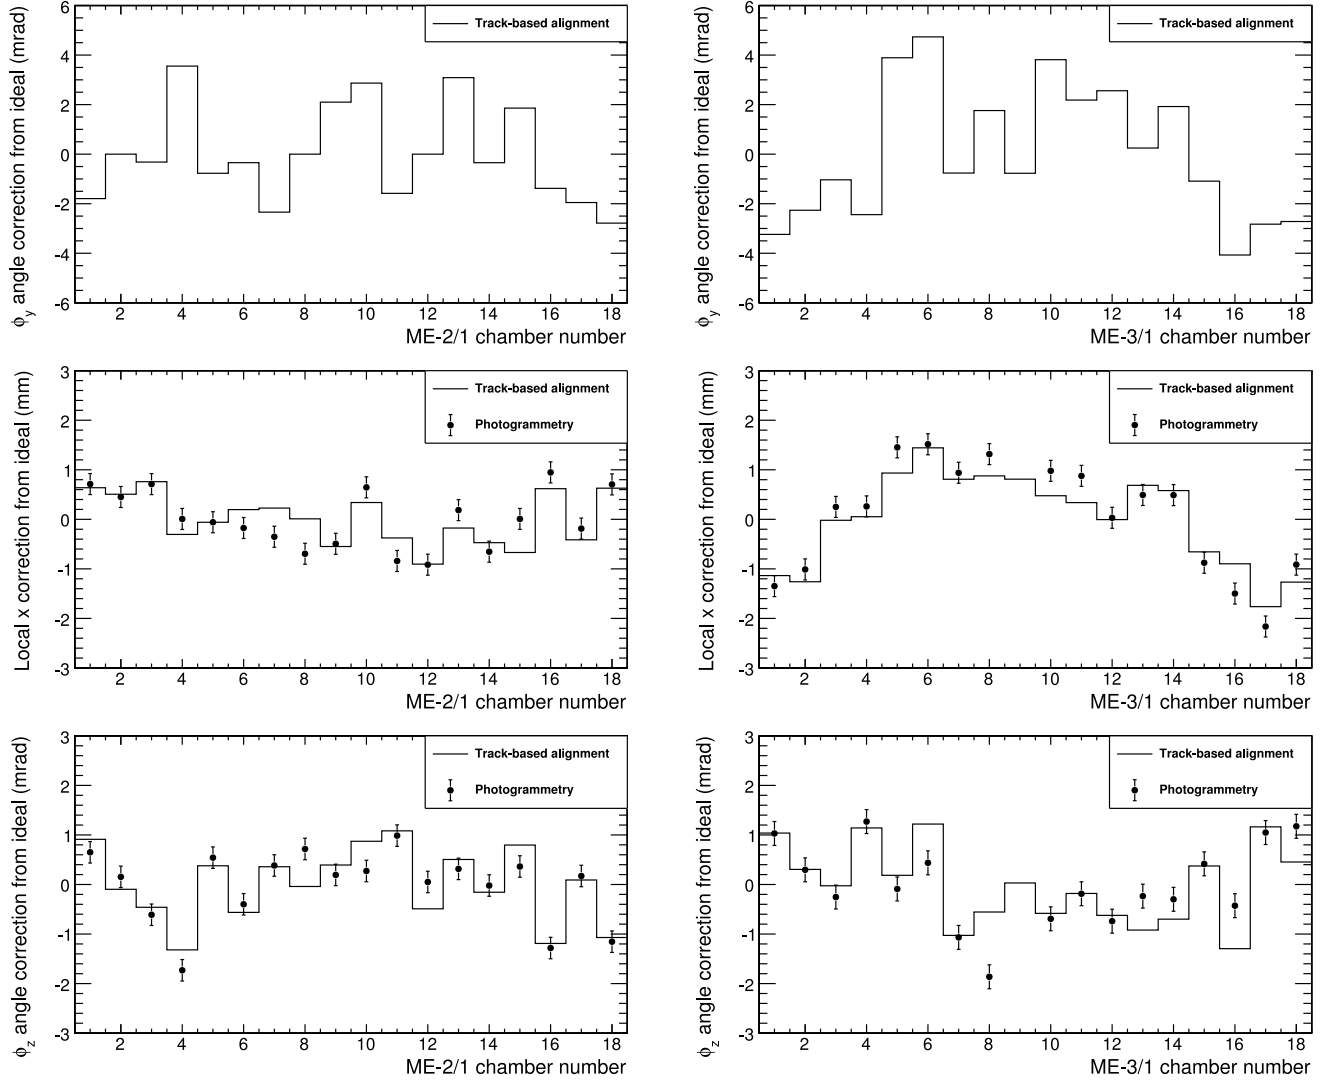 Track-based alignment
ϕy angle correction from ideal (mrad)
6
4
2
0
-2
-4
-6
2 4 6 8 10 12 14 16 18
ME-2/1 chamber number
Track-based alignment
ϕy angle correction from ideal (mrad)
6
4
2
0
-2
-4
-6
2 4 6 8 10 12 14 16 18
ME-3/1 chamber number
Track-based alignment
Photogrammetry
Local x correction from ideal (mm)
3
2
1
0
-1
-2
-3
2 4 6 8 10 12 14 16 18
ME-2/1 chamber number
Track-based alignment
Photogrammetry
Local x correction from ideal (mm)
3
2
1
0
-1
-2
-3
2 4 6 8 10 12 14 16 18
ME-3/1 chamber number
Track-based alignment
Photogrammetry
ϕz angle correction from ideal (mrad)
3
2
1
0
-1
-2
-3
2 4 6 8 10 12 14 16 18
ME-2/1 chamber number
Track-based alignment
Photogrammetry
ϕz angle correction from ideal (mrad)
3
2
1
0
-1
-2
-3
2 4 6 8 10 12 14 16 18
ME-3/1 chamber number